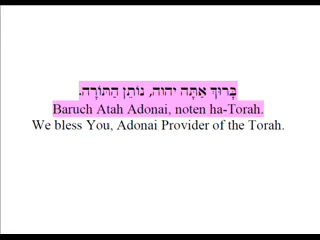 בָּרוּךְ אַתָּה יהוה, נוֹתֵן הַתּוֹרָה.
Baruch Atah Adonai, noten ha-Torah.
We bless You, Adonai Provider of the Torah.